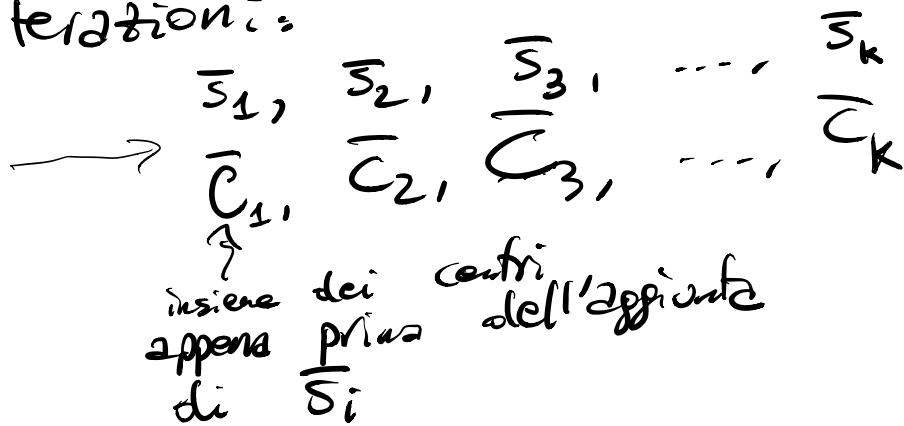 terazioni:
s̅₁, s̅₂, s̅₃, ...., s̅ₖ
→ C̅₁, C̅₂, C̅₃, ...., C̅ₖ
insieme dei centri
appena prima dell'aggiunta
di s̅ᵢ